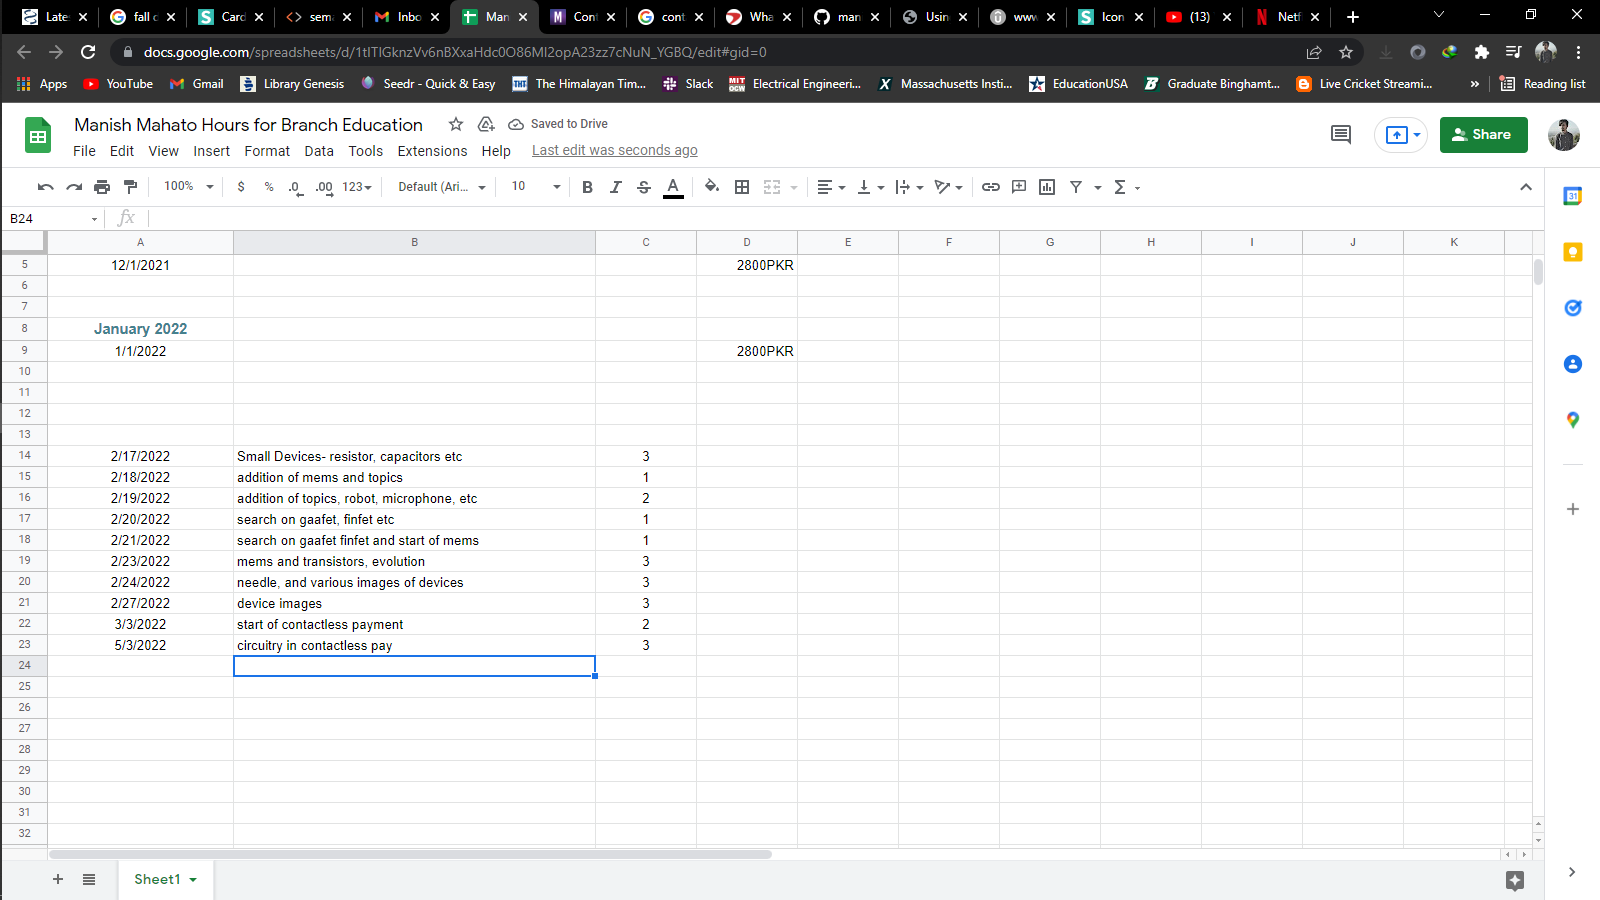 Late
fall c
Card
sem
Inbo
Man
Cont
cont
Wha
man
Usin
www
Icon
(13)
Netf
docs.google.com/spreadsheets/d/1tITIGknzVv6nBXxaHdc0O86MI2opA23zz7cNuN_YGBQ/edit#gid=0
Apps YouTube Gmail Library Genesis Seedr - Quick & Easy The Himalayan Tim... Slack Electrical Engineeri... Massachusetts Insti... EducationUSA Graduate Binghamt... Live Cricket Streami... » Reading list
Manish Mahato Hours for Branch Education Saved to Drive
Share
File Edit View Insert Format Data Tools Extensions Help Last edit was seconds ago
100% $ % .0 .00 123 Default (Ari... 10 B I S A Σ
31
B24 fx
A B C D E F G H I J K
5 12/1/2021 2800PKR
6
7
8 January 2022
9 1/1/2022 2800PKR
10
11
12
13
14 2/17/2022 Small Devices- resistor, capacitors etc 3
15 2/18/2022 addition of mems and topics 1
16 2/19/2022 addition of topics, robot, microphone, etc 2
17 2/20/2022 search on gaafet, finfet etc 1
18 2/21/2022 search on gaafet finfet and start of mems 1
19 2/23/2022 mems and transistors, evolution 3
20 2/24/2022 needle, and various images of devices 3
21 2/27/2022 device images 3
22 3/3/2022 start of contactless payment 2
23 5/3/2022 circuitry in contactless pay 3
24
25
26
27
28
29
30
31
32
Sheet1